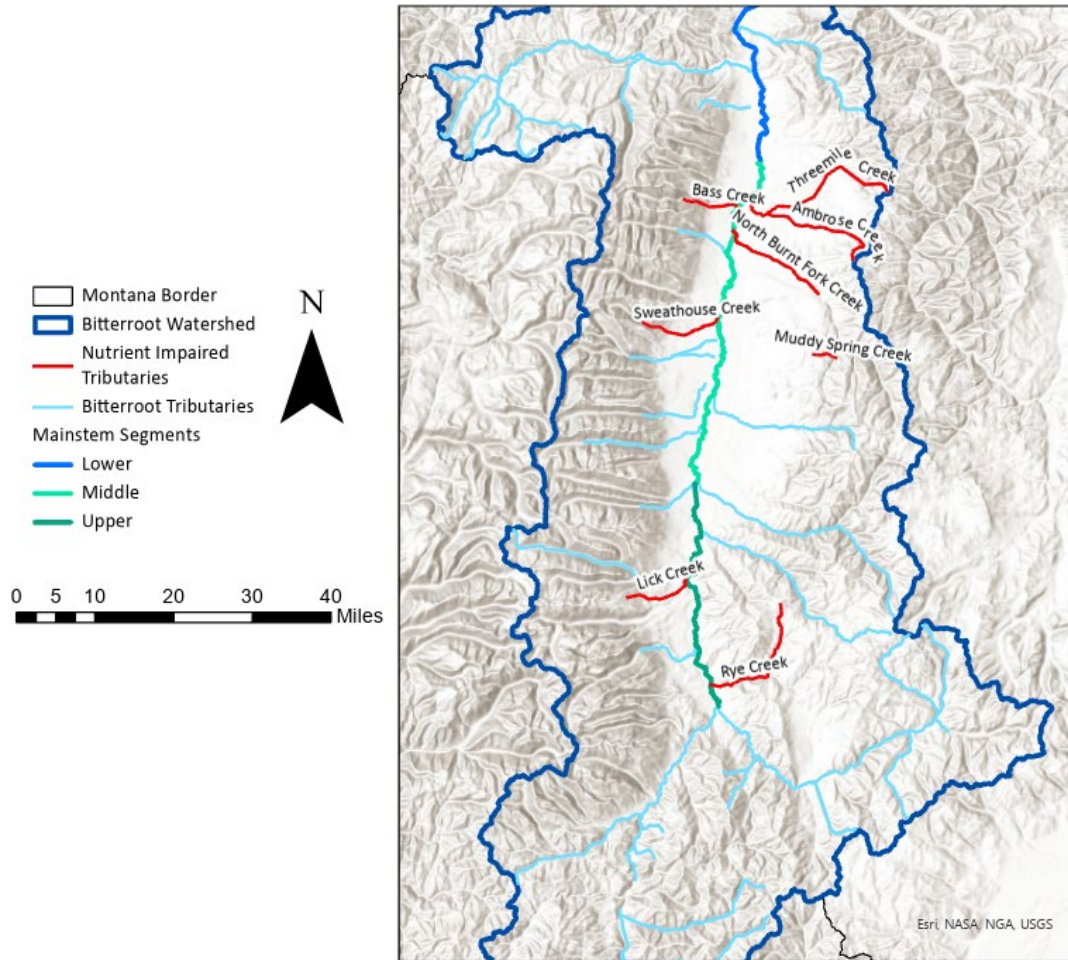 Montana Border
Bitterroot Watershed
Nutrient Impaired
Tributaries
Bitterroot Tributaries
Mainstem Segments
Lower
Middle
Upper
N
0 5 10 20 30 40
Miles
Threemile Creek
Bass Creek
Ambrose Creek
North Burnt Fork Creek
Sweathouse Creek
Muddy Spring Creek
Lick Creek
Rye Creek
Esri, NASA, NGA, USGS